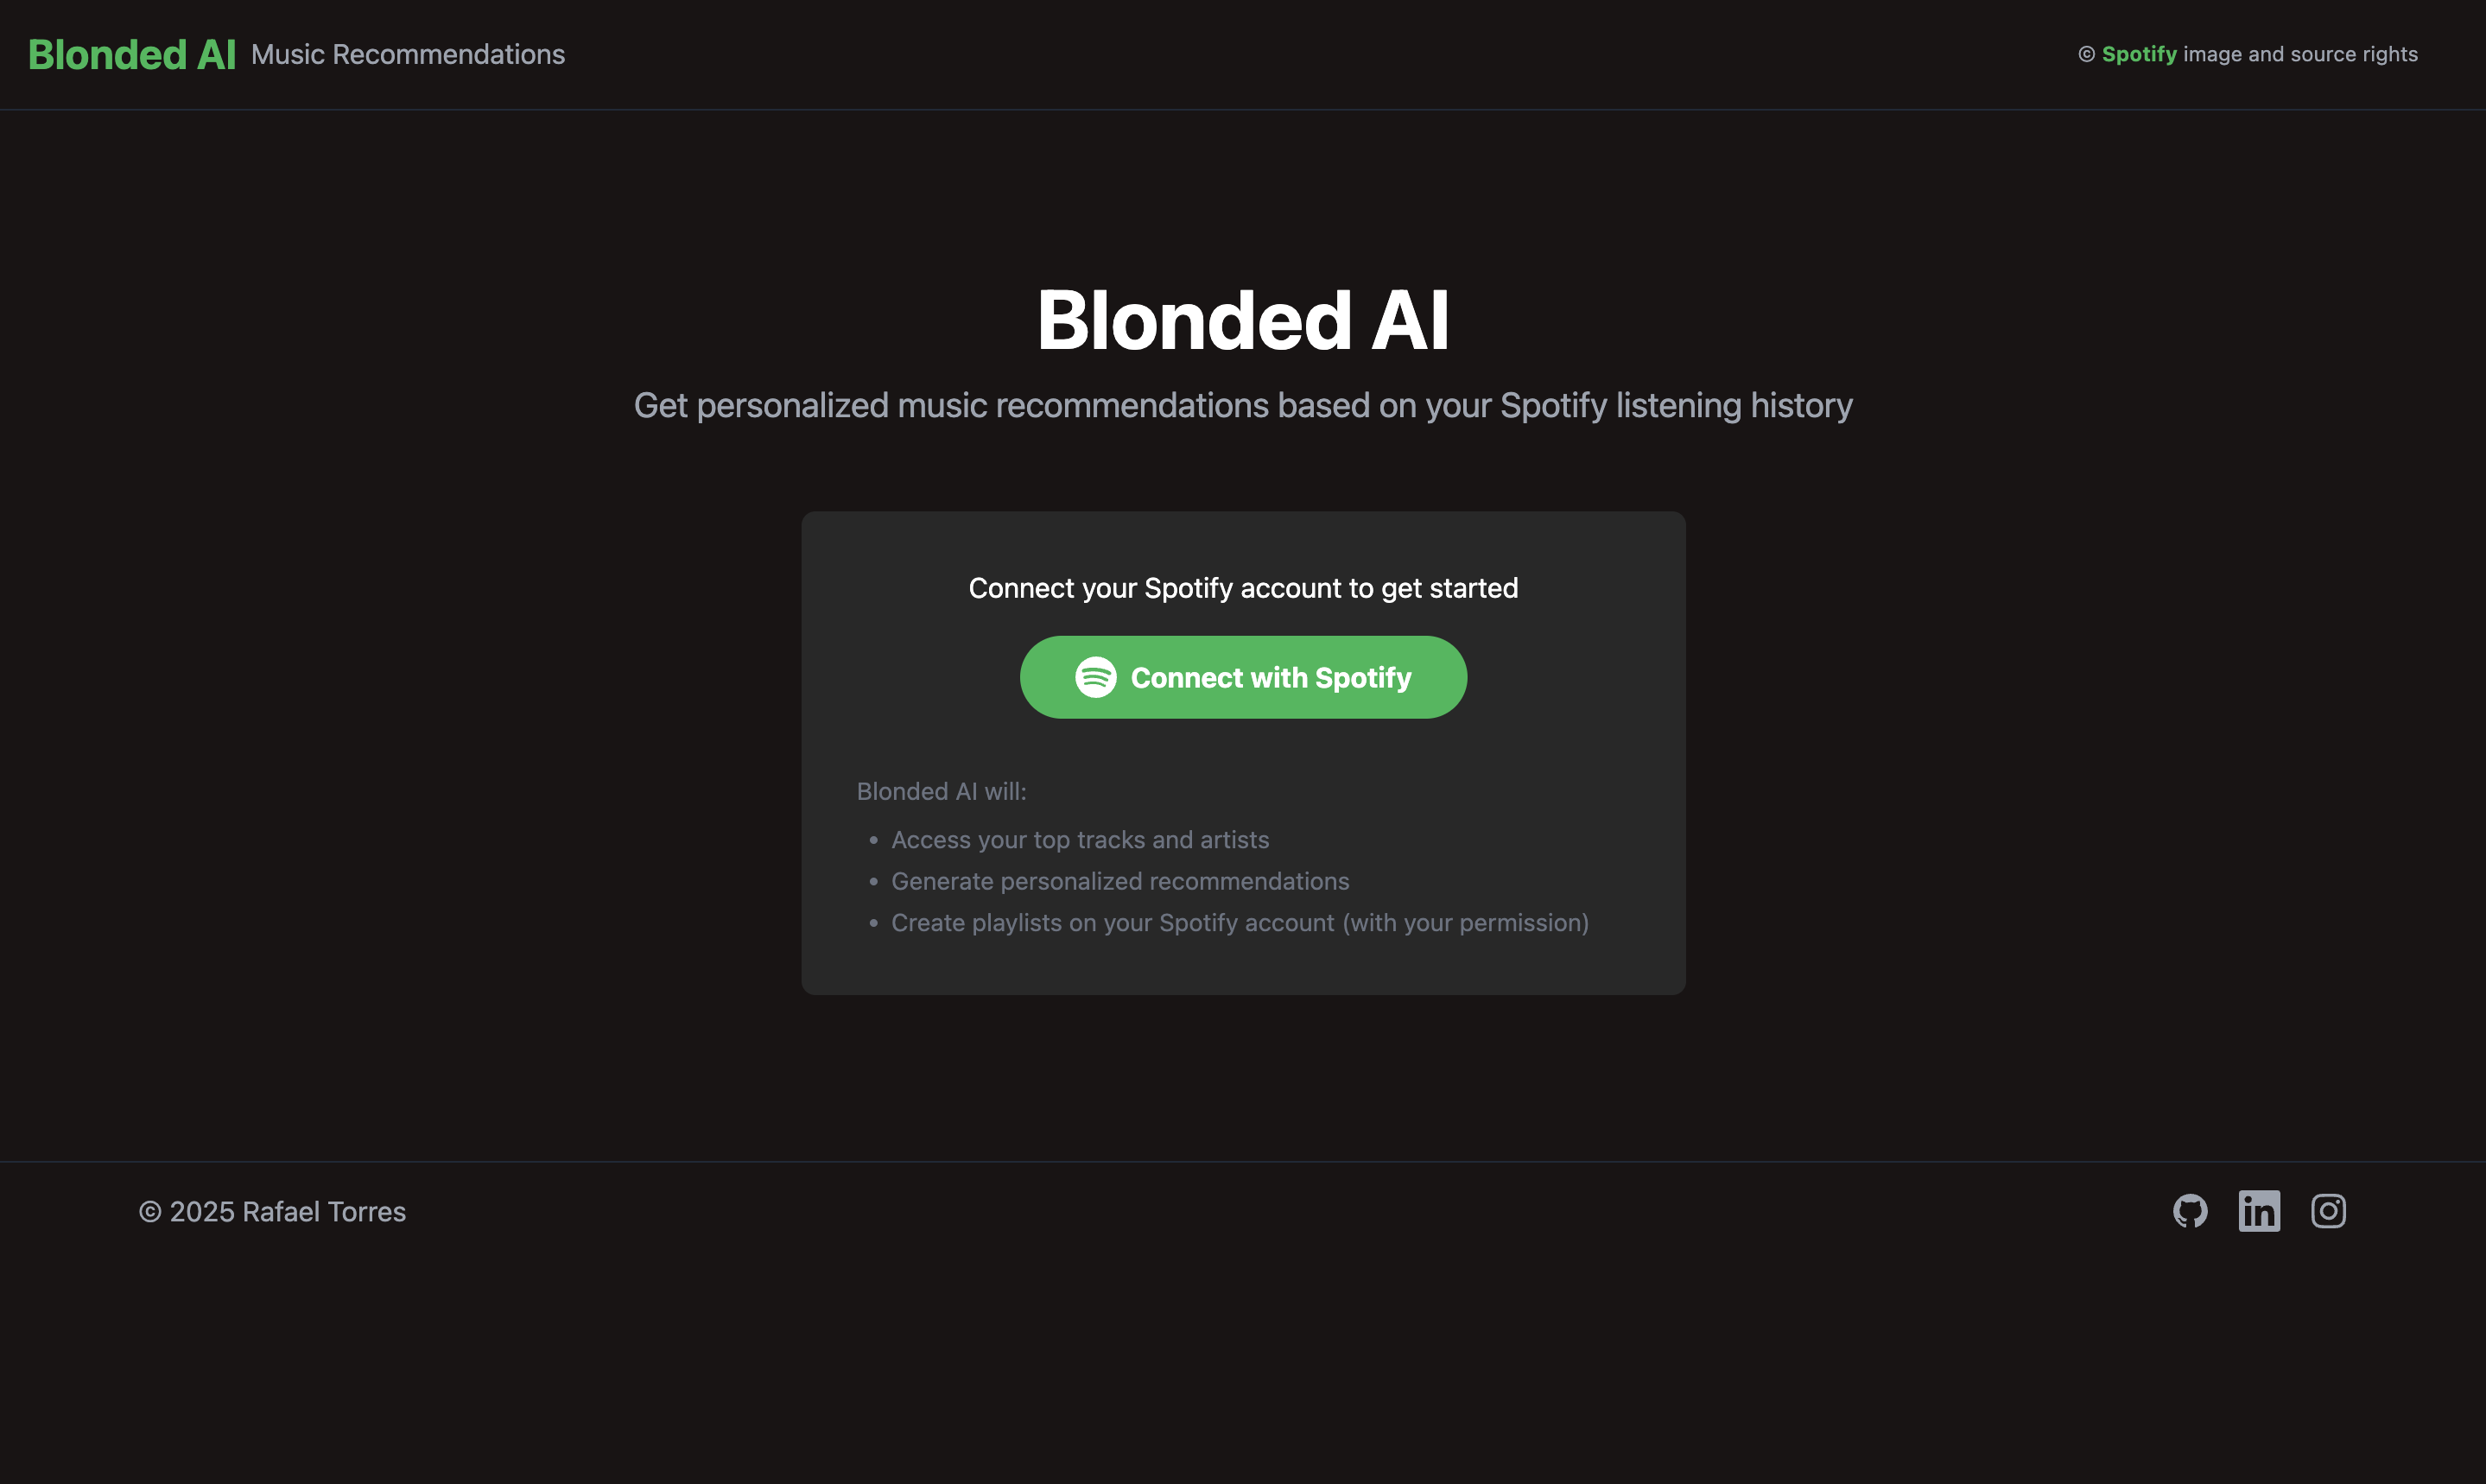 Blonded AI Music Recommendations
© Spotify image and source rights
Blonded AI
Get personalized music recommendations based on your Spotify listening history
Connect your Spotify account to get started
Connect with Spotify
Blonded AI will:
• Access your top tracks and artists
• Generate personalized recommendations
• Create playlists on your Spotify account (with your permission)
© 2025 Rafael Torres
in